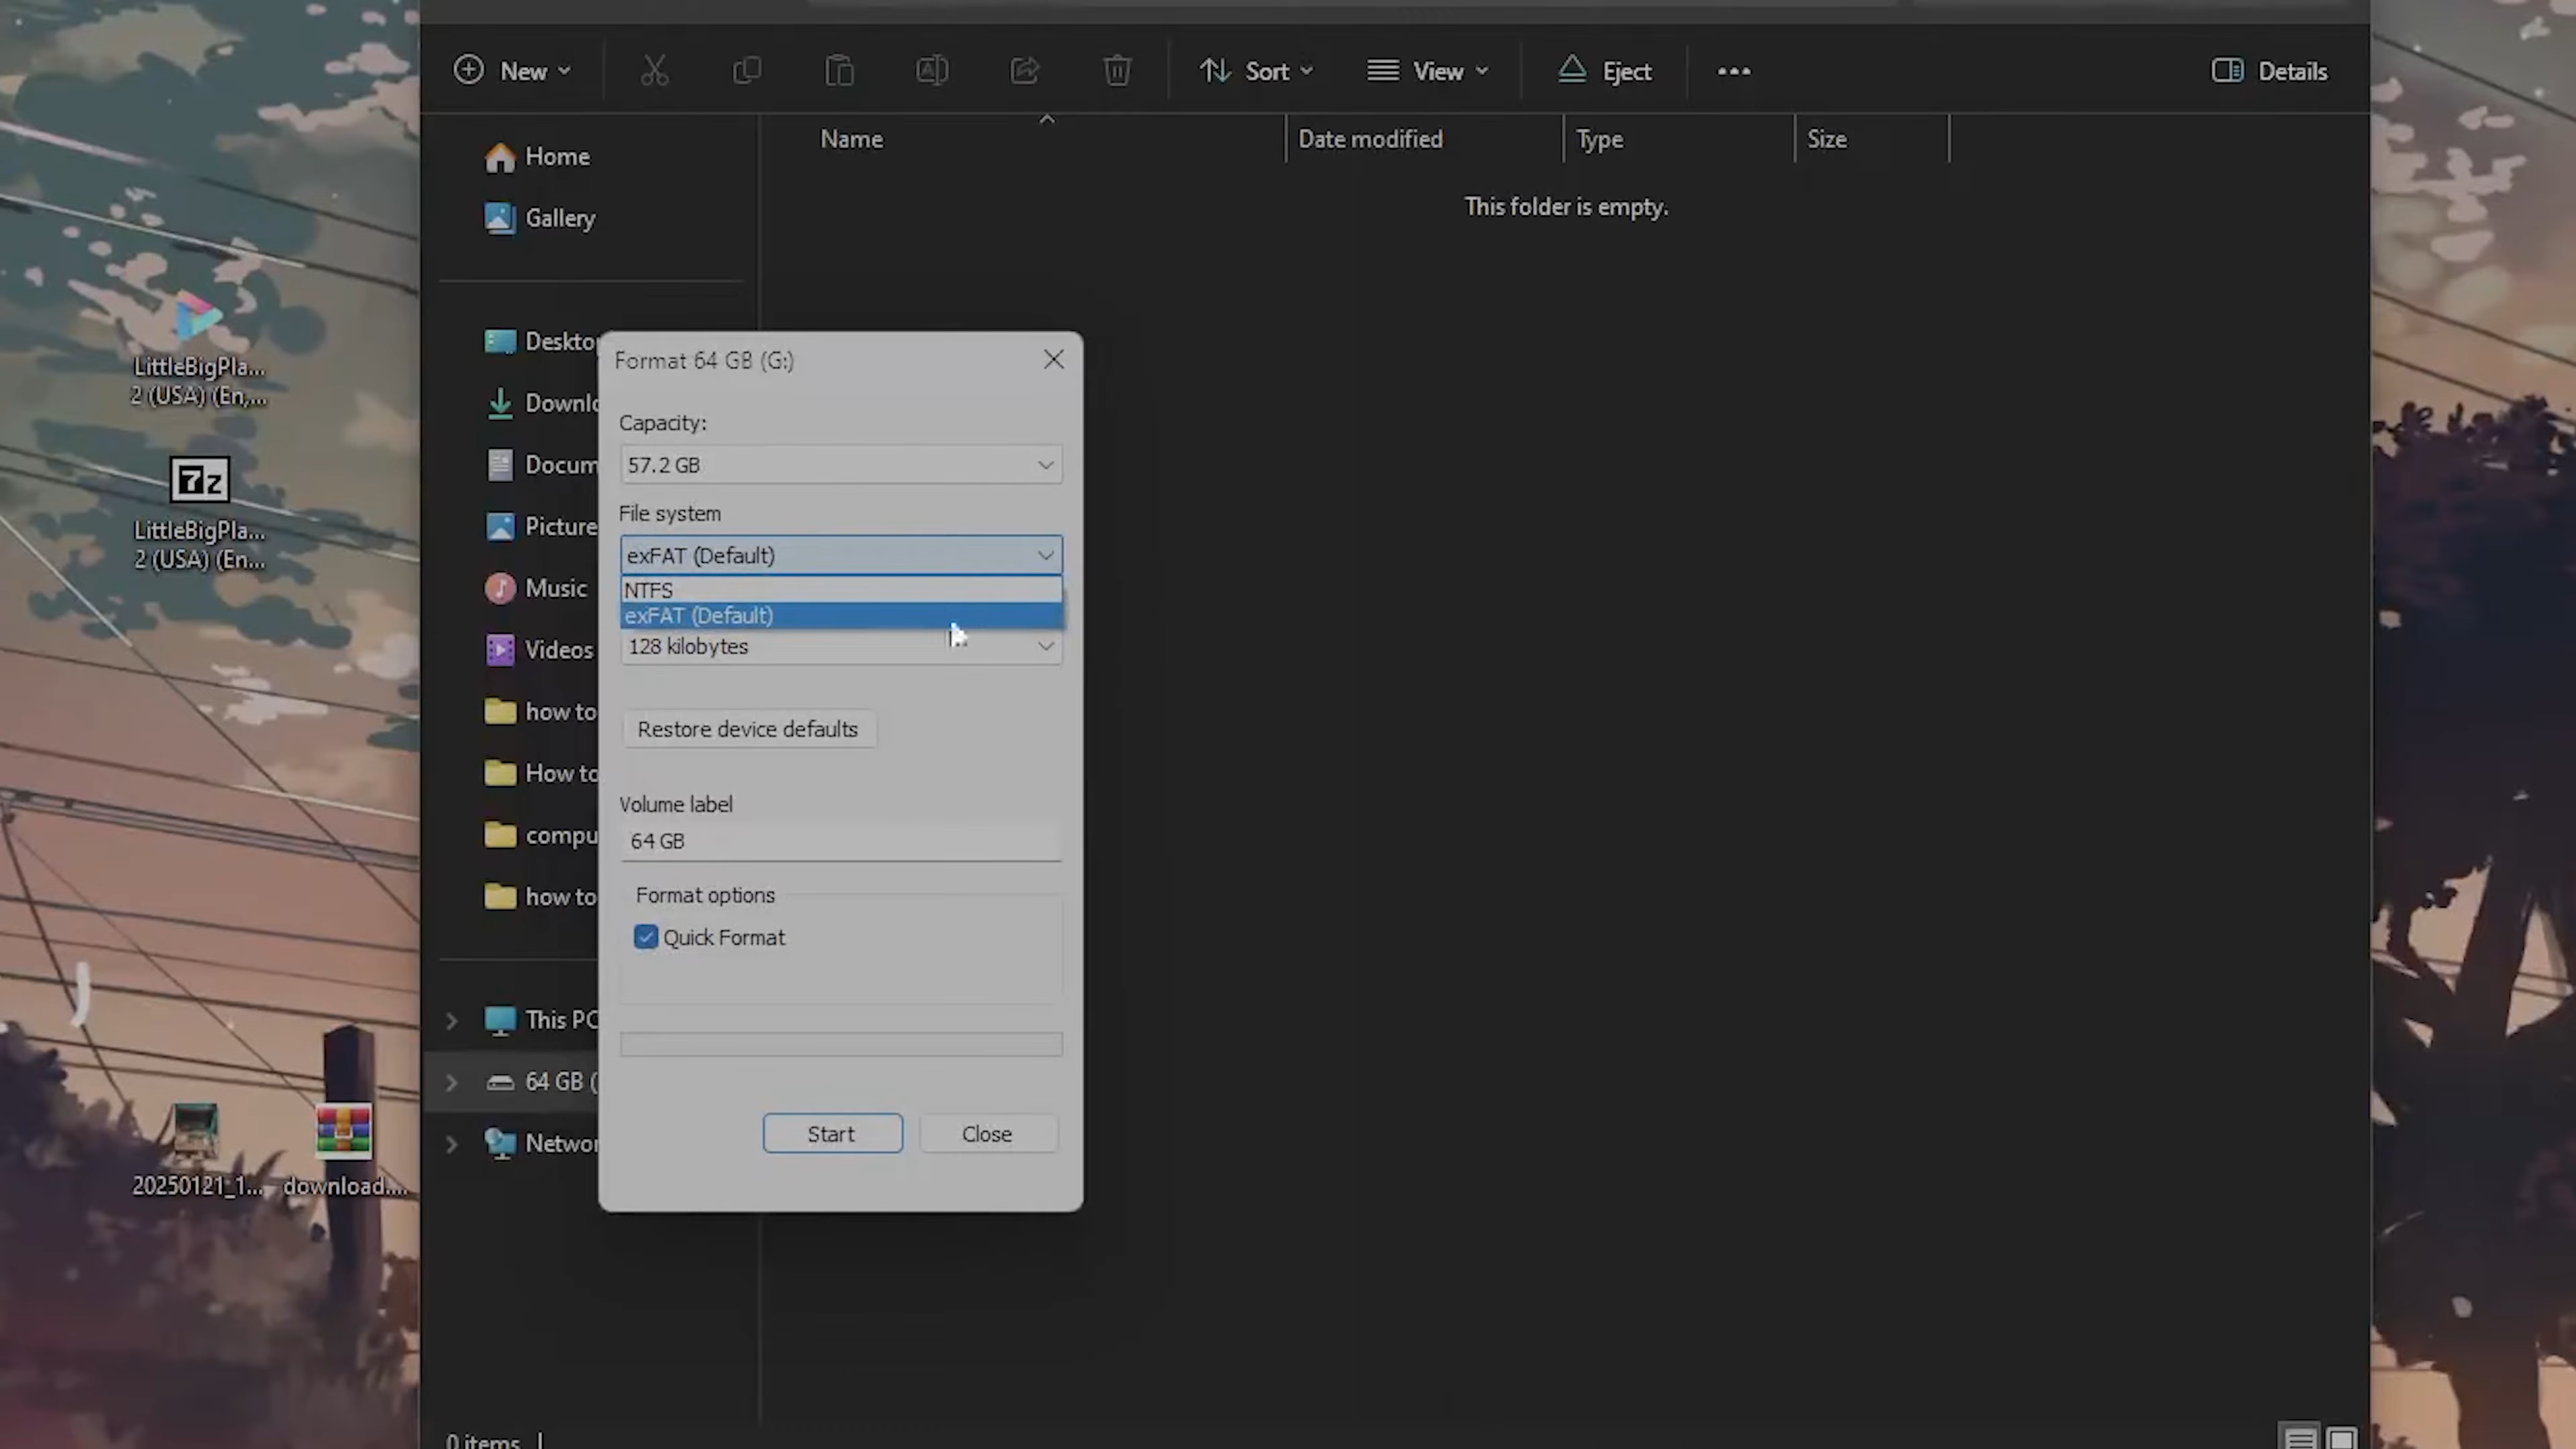 New
Sort
View
Eject
Details
Name
Date modified
Type
Size
This folder is empty.
Home
Gallery
Deskto
Downlo
Docum
Picture
Music
Videos
how to
How to
compu
how to
This PC
64 GB (
Networ
0 items
LittleBigPla...
2 (USA) (En,...
7z
LittleBigPla...
2 (USA) (En...
20250121_1...
download....
Format 64 GB (G:)
Capacity:
57.2 GB
File system
exFAT (Default)
NTFS
exFAT (Default)
128 kilobytes
Restore device defaults
Volume label
64 GB
Format options
Quick Format
Start
Close